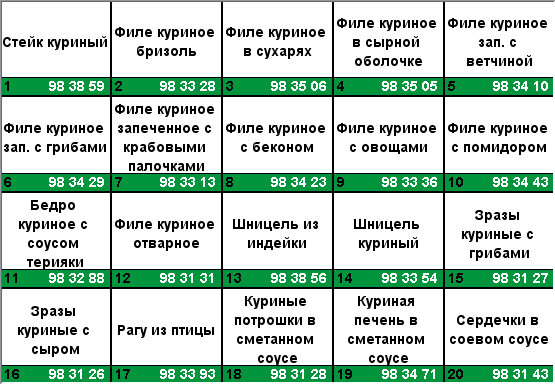 Стейк куриный
1 98 38 59
Филе куриное
бризоль
2 98 33 28
Филе куриное
в сухарях
3 98 35 06
Филе куриное
в сырной
оболочке
4 98 35 05
Филе куриное
зап. с
ветчиной
5 98 34 10
Филе куриное
зап. с грибами
6 98 34 29
Филе куриное
запеченное с
крабовыми
палочками
7 98 33 13
Филе куриное
с беконом
8 98 34 23
Филе куриное
с овощами
9 98 33 36
Филе куриное
с помидором
10 98 34 43
Бедро
куриное с
соусом
терияки
11 98 32 88
Филе куриное
отварное
12 98 31 31
Шницель из
индейки
13 98 38 56
Шницель
куриный
14 98 33 54
Зразы
куриные с
грибами
15 98 31 27
Зразы
куриные с
сыром
16 98 31 26
Рагу из птицы
17 98 33 93
Куриные
потрошки в
сметанном
соусе
18 98 31 28
Куриная
печень в
сметанном
соусе
19 98 34 71
Сердечки в
соевом соусе
20 98 31 43